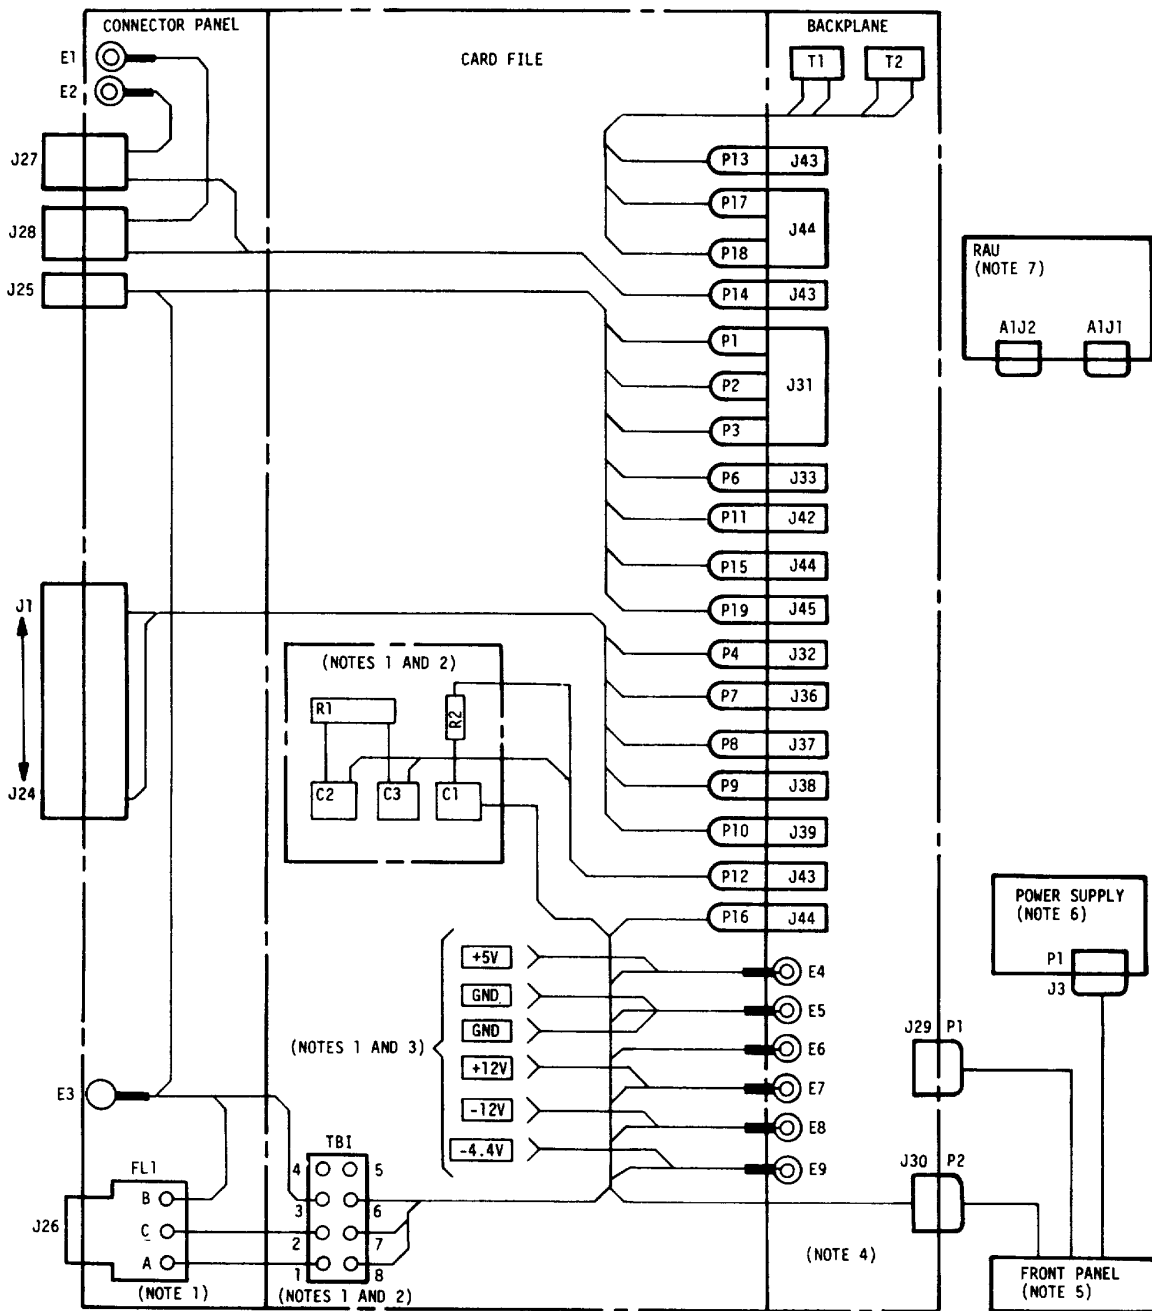 CONNECTOR PANEL
CARD FILE
BACKPLANE
E1
E2
T1
T2
J27
J28
J25
P13
J43
P17
J44
P18
P14
J43
P1
P2
J31
P3
P6
J33
P11
J42
P15
J44
P19
J45
P4
J32
P7
J36
P8
J37
P9
J38
P10
J39
P12
J43
P16
J44
RAU
(NOTE 7)
A1J2
A1J1
J1
J24
(NOTES 1 AND 2)
R1
R2
C2
C3
C1
(NOTES 1 AND 3)
+5V
GND
GND
+12V
-12V
-4.4V
E4
E5
E6
E7
E8
E9
POWER SUPPLY
(NOTE 6)
P1
J3
J29
P1
J30
P2
E3
FL1
B
C
A
J26
(NOTE 1)
TBI
4
5
3
6
2
7
1
8
(NOTES 1 AND 2)
(NOTE 4)
FRONT PANEL
(NOTE 5)